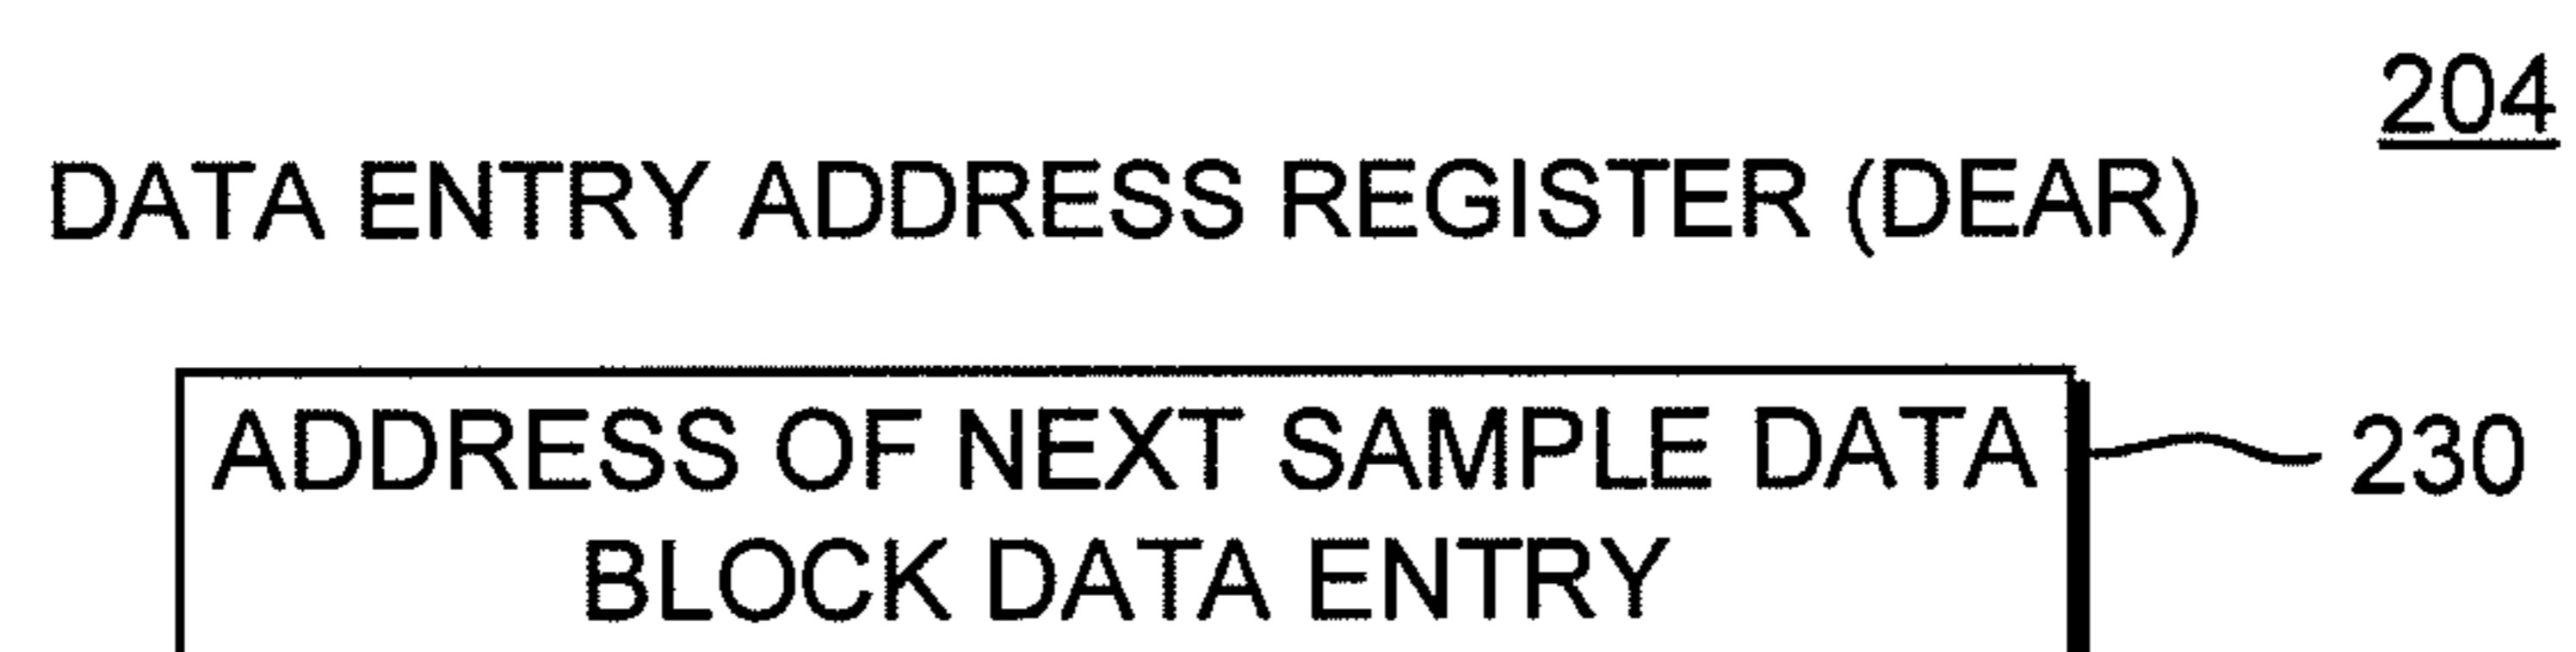 204
DATA ENTRY ADDRESS REGISTER (DEAR)
ADDRESS OF NEXT SAMPLE DATA
230
BLOCK DATA ENTRY